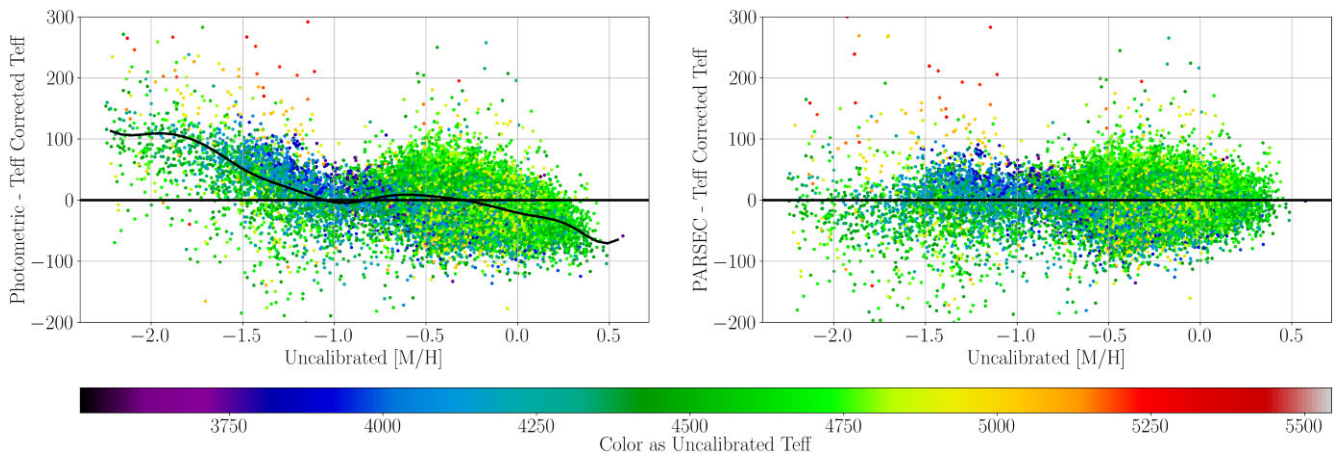 300
200
100
0
−100
−200
Photometric - Teff Corrected Teff
−2.0 −1.5 −1.0 −0.5 0.0 0.5
Uncalibrated [M/H]
300
200
100
0
−100
−200
PARSEC - Teff Corrected Teff
−2.0 −1.5 −1.0 −0.5 0.0 0.5
Uncalibrated [M/H]
3750 4000 4250 4500 4750 5000 5250 5500
Color as Uncalibrated Teff